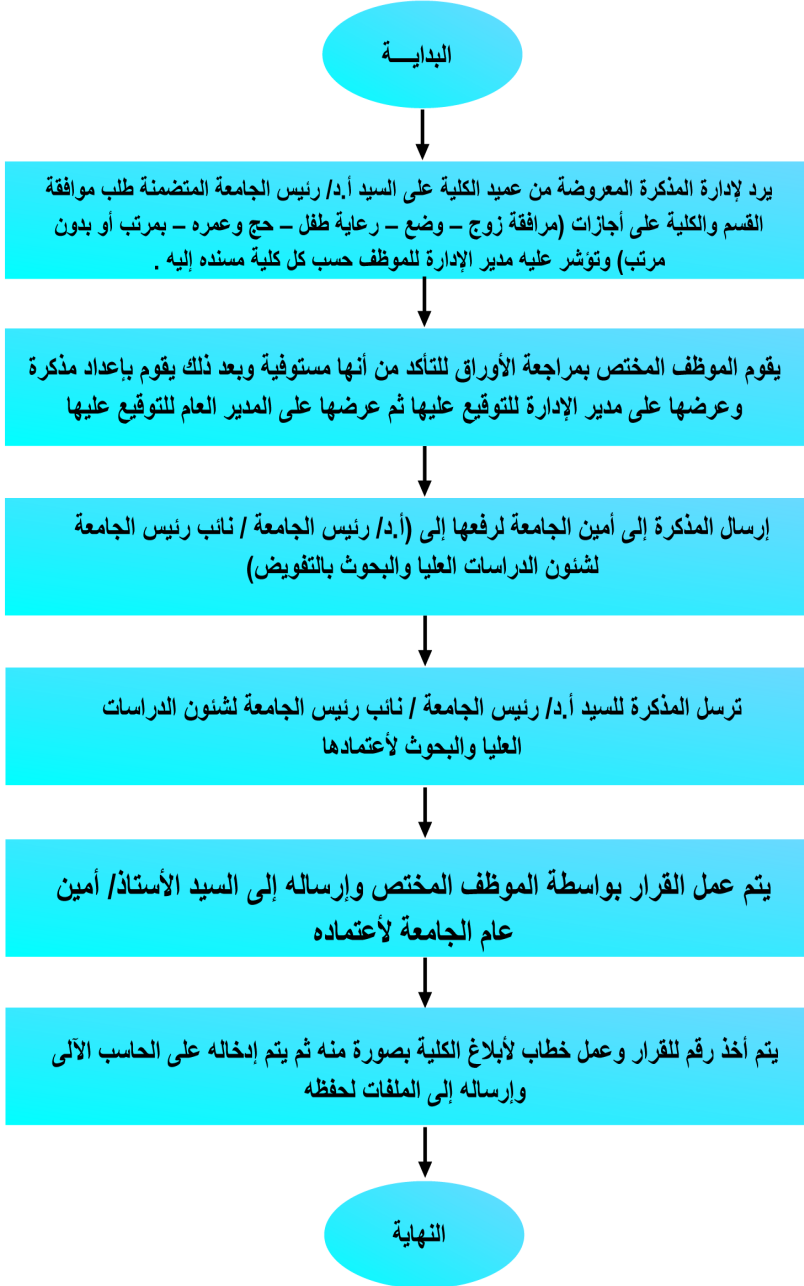 البدايـــة
يرد لإدارة المذكرة المعروضة من عميد الكلية على السيد أ.د/ رئيس الجامعة المتضمنة طلب موافقة
القسم والكلية على أجازات (مرافقة زوج – وضع – رعاية طفل – حج وعمره – بمرتب أو بدون
مرتب) وتؤشر عليه مدير الإدارة للموظف حسب كل كلية مسنده إليه .
يقوم الموظف المختص بمراجعة الأوراق للتأكد من أنها مستوفية وبعد ذلك يقوم بإعداد مذكرة
وعرضها على مدير الإدارة للتوقيع عليها ثم عرضها على المدير العام للتوقيع عليها
إرسال المذكرة إلى أمين الجامعة لرفعها إلى (أ.د/ رئيس الجامعة / نائب رئيس الجامعة
لشئون الدراسات العليا والبحوث بالتفويض)
ترسل المذكرة للسيد أ.د/ رئيس الجامعة / نائب رئيس الجامعة لشئون الدراسات
العليا والبحوث لأعتمادها
يتم عمل القرار بواسطة الموظف المختص وإرساله إلى السيد الأستاذ/ أمين
عام الجامعة لأعتماده
يتم أخذ رقم للقرار وعمل خطاب لأبلاغ الكلية بصورة منه ثم يتم إدخاله على الحاسب الآلى
وإرساله إلى الملفات لحفظه
النهاية